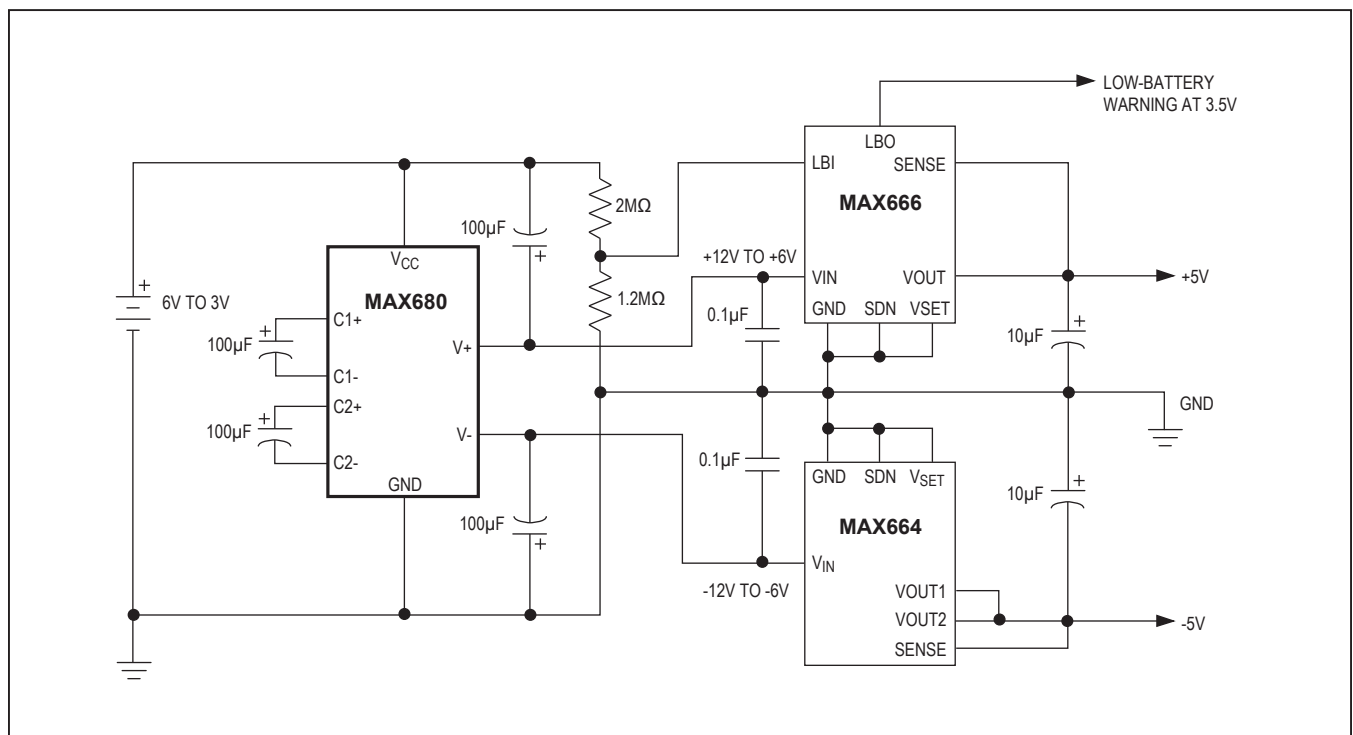 LOW-BATTERY
WARNING AT 3.5V
LBO
LBI
SENSE
MAX666
2MΩ
100µF
+
+12V TO +6V
VIN
VOUT
+5V
VCC
MAX680
+
6V TO 3V
1.2MΩ
0.1µF
GND SDN VSET
C1+
+
100µF
V+
10µF
+
C1-
C2+
+
100µF
GND
V-
0.1µF
C2-
GND SDN VSET
GND
10µF
+
100µF
+
MAX664
VIN
-12V TO -6V
VOUT1
VOUT2
-5V
SENSE